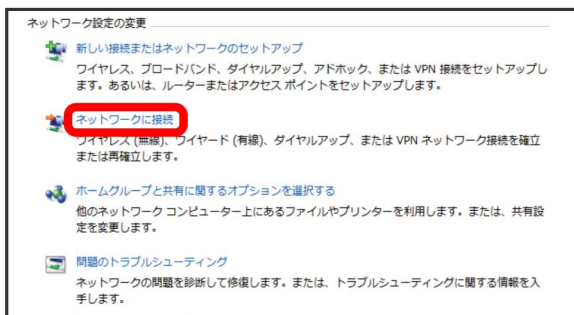 ネットワーク設定の変更
新しい接続またはネットワークのセットアップ
ワイヤレス、ブロードバンド、ダイヤルアップ、アドホック、または VPN 接続をセットアップし
ます。あるいは、ルーターまたはアクセス ポイントをセットアップします。
ネットワークに接続
ワイヤレス (無線)、ワイヤード (有線)、ダイヤルアップ、または VPN ネットワーク接続を確立
または再確立します。
ホームグループと共有に関するオプションを選択する
他のネットワーク コンピューター上にあるファイルやプリンターを利用します。または、共有設
定を変更します。
問題のトラブルシューティング
ネットワークの問題を診断して修復します。または、トラブルシューティングに関する情報を入
手します。